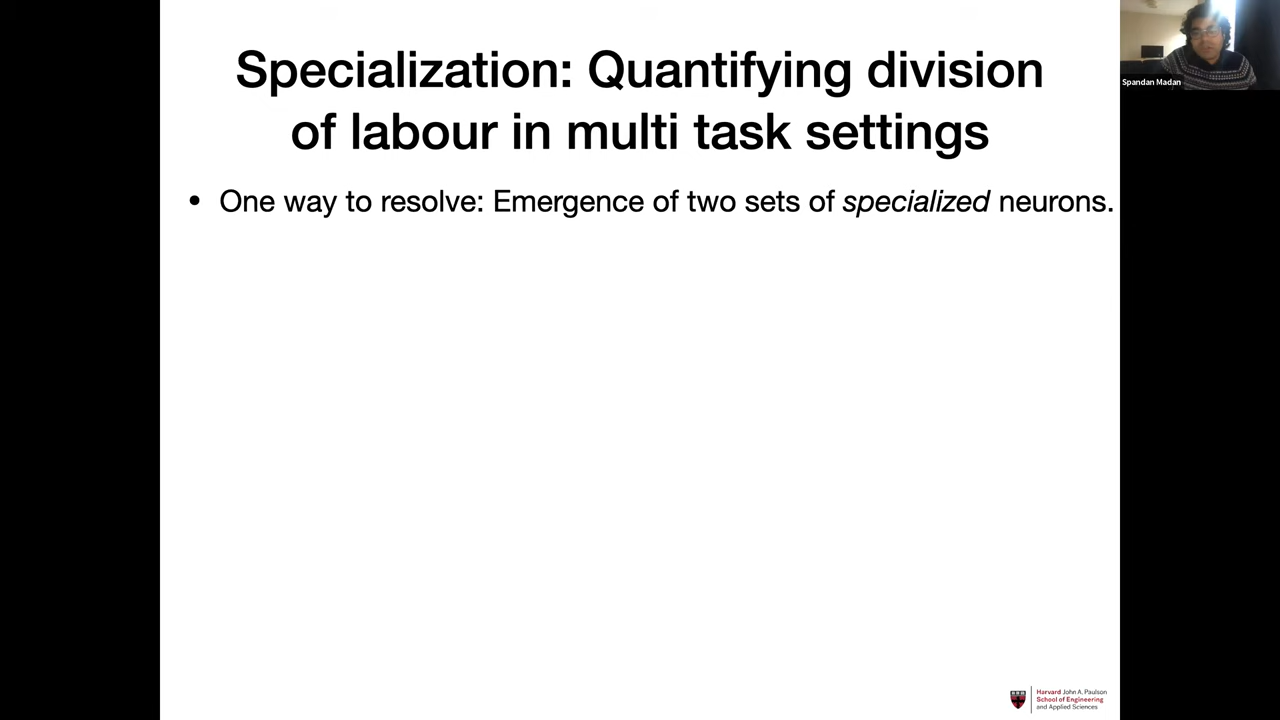 Specialization: Quantifying division
of labour in multi task settings
• One way to resolve: Emergence of two sets of specialized neurons.
Spandan Madan
Harvard John A. Paulson
School of Engineering
and Applied Sciences